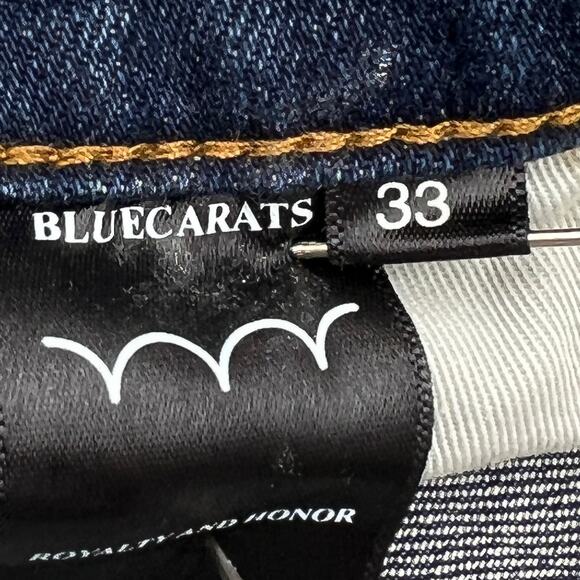 BLUECARATS
33
ROYALTY AND HONOR